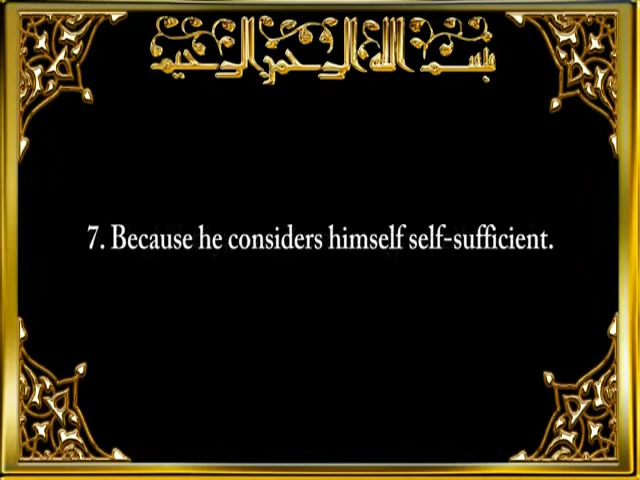 بسم الله الرحمن الرحيم
7. Because he considers himself self-sufficient.